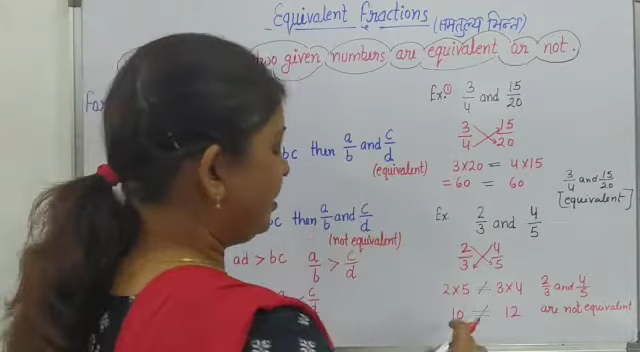 Equivalent Fractions (समतुल्य भिन्न)
two given numbers are equivalent or not.
For
bc then a/b and c/d
(equivalent)
bc then a/b and c/d
(not equivalent)
ad > bc a/b > c/d
c/d
Ex① 3/4 and 15/20
3/4 15/20
3×20 = 4×15
= 60 = 60
3/4 and 15/20
[equivalent]
Ex 2/3 and 4/5
2/3 4/5
2×5 ≠ 3×4
10 ≠ 12
2/3 and 4/5
are not equivalent